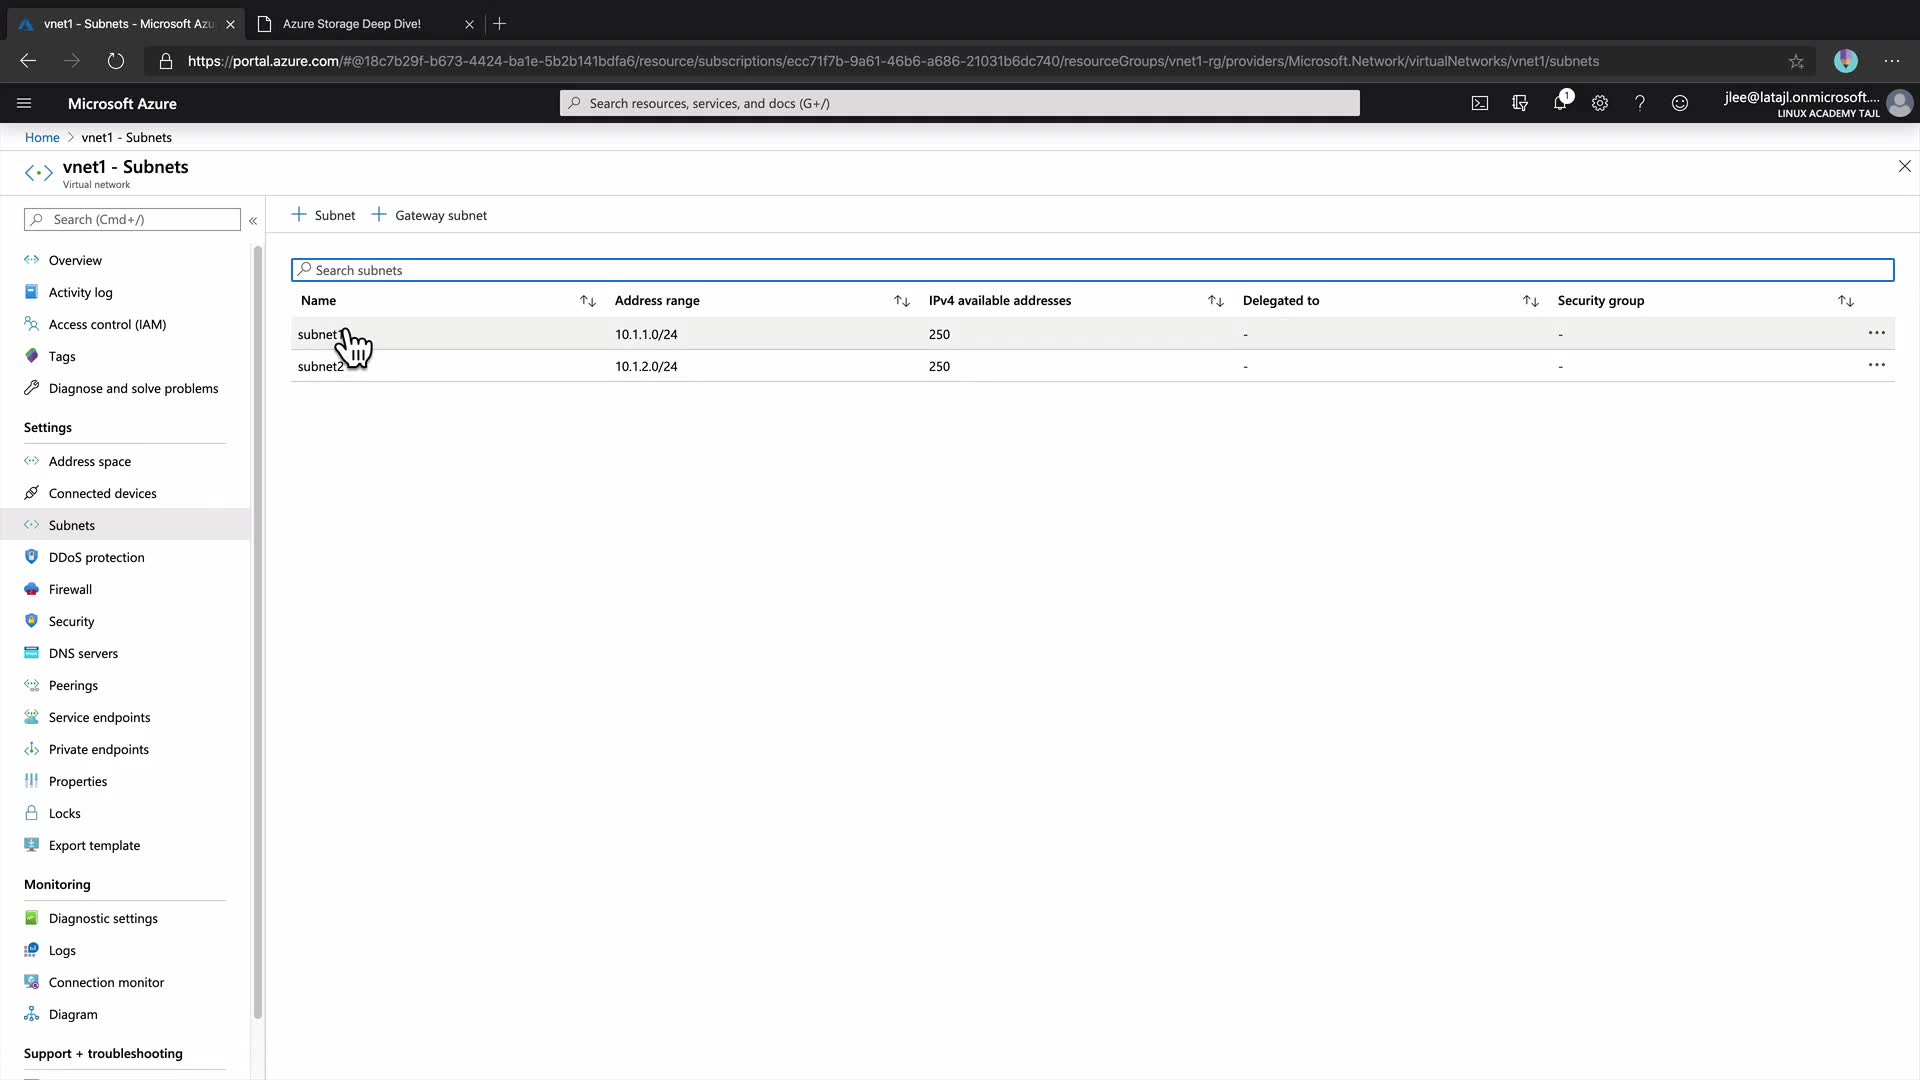 vnet1 - Subnets - Microsoft Azu
Azure Storage Deep Dive!
https://portal.azure.com/#@18c7b29f-b673-4424-ba1e-5b2b141bdfa6/resource/subscriptions/ecc71f7b-9a61-46b6-a686-21031b6dc740/resourceGroups/vnet1-rg/providers/Microsoft.Network/virtualNetworks/vnet1/subnets
Microsoft Azure
Search resources, services, and docs (G+/)
1
jlee@latajl.onmicrosoft....
LINUX ACADEMY TAJL
Home > vnet1 - Subnets
vnet1 - Subnets
Virtual network
Search (Cmd+/)
«
Overview
Activity log
Access control (IAM)
Tags
Diagnose and solve problems
Settings
Address space
Connected devices
Subnets
DDoS protection
Firewall
Security
DNS servers
Peerings
Service endpoints
Private endpoints
Properties
Locks
Export template
Monitoring
Diagnostic settings
Logs
Connection monitor
Diagram
Support + troubleshooting
+ Subnet + Gateway subnet
Search subnets
Name Address range IPv4 available addresses Delegated to Security group
subnet1 10.1.1.0/24 250 - - ...
subnet2 10.1.2.0/24 250 - - ...